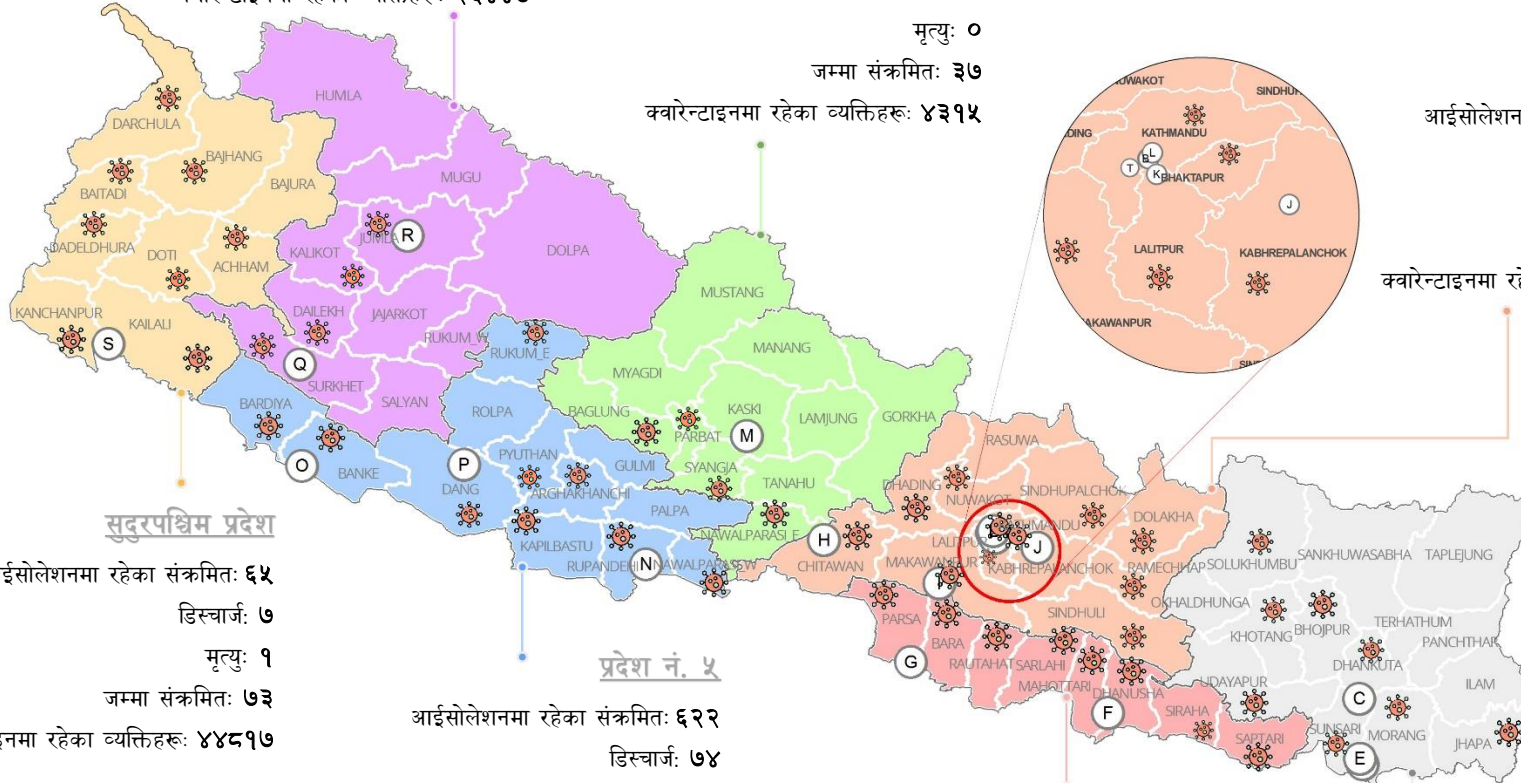 मृत्युः ०
जम्मा संक्रमितः ३७
क्वारेन्टाइनमा रहेका व्यक्तिहरूः ४३१५
HUMLA
DARCHULA
BAJHANG
BAITADI
BAJURA
MUGU
DADELDHURA
DOTI
ACHHAM
KALIKOT
JUMLA
R
DOLPA
KANCHANPUR
KAILALI
S
DAILEKH
JAJARKOT
RUKUM_W
RUKUM_E
Q
SURKHET
SALYAN
MUSTANG
MANANG
MYAGDI
BAGLUNG
KASKI
LAMJUNG
GORKHA
PARBAT
M
SYANGJA
TANAHU
NAWALPARASI_E
BARDIYA
O
BANKE
ROLPA
P
DANG
PYUTHAN
GULMI
ARGHAKHANCHI
PALPA
KAPILBASTU
RUPANDEHI
N
NAWALPARASI_W
H
CHITAWAN
RASUWA
DHADING
NUWAKOT
SINDHUPALCHOK
DOLAKHA
LALITPUR
J
MAKAWANPUR
KABHREPALANCHOK
RAMECHHAP
SINDHULI
PARSA
BARA
G
RAUTAHAT
SARLAHI
MAHOTTARI
DHANUSHA
F
SIRAHA
SAPTARI
SOLUKHUMBU
SANKHUWASABHA
TAPLEJUNG
OKHALDHUNGA
KHOTANG
BHOJPUR
TERHATHUM
PANCHTHAR
DHANKUTA
UDAYAPUR
C
ILAM
SUNSARI
MORANG
E
JHAPA
KATHMANDU
L
T
K
BHAKTAPUR
J
LALITPUR
KABHREPALANCHOK
आईसोलेशन
सुदुरपश्चिम प्रदेश
आईसोलेशनमा रहेका संक्रमितः ६५
डिस्चार्जः ७
मृत्युः १
जम्मा संक्रमितः ७३
रहेका व्यक्तिहरूः ४४८१७
प्रदेश नं. ५
आईसोलेशनमा रहेका संक्रमितः ६२२
डिस्चार्जः ७४